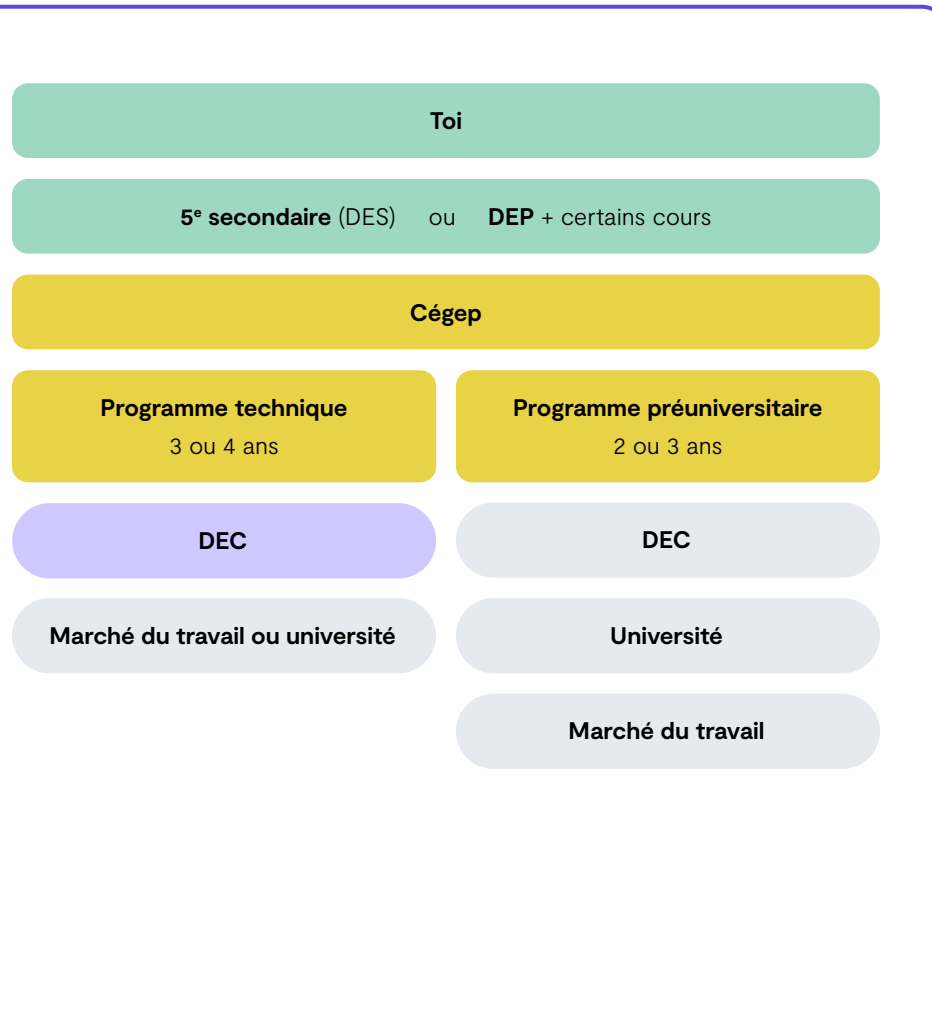 Toi
5e secondaire (DES) ou DEP + certains cours
Cégep
Programme technique
3 ou 4 ans
Programme préuniversitaire
2 ou 3 ans
DEC
DEC
Marché du travail ou université
Université
Marché du travail